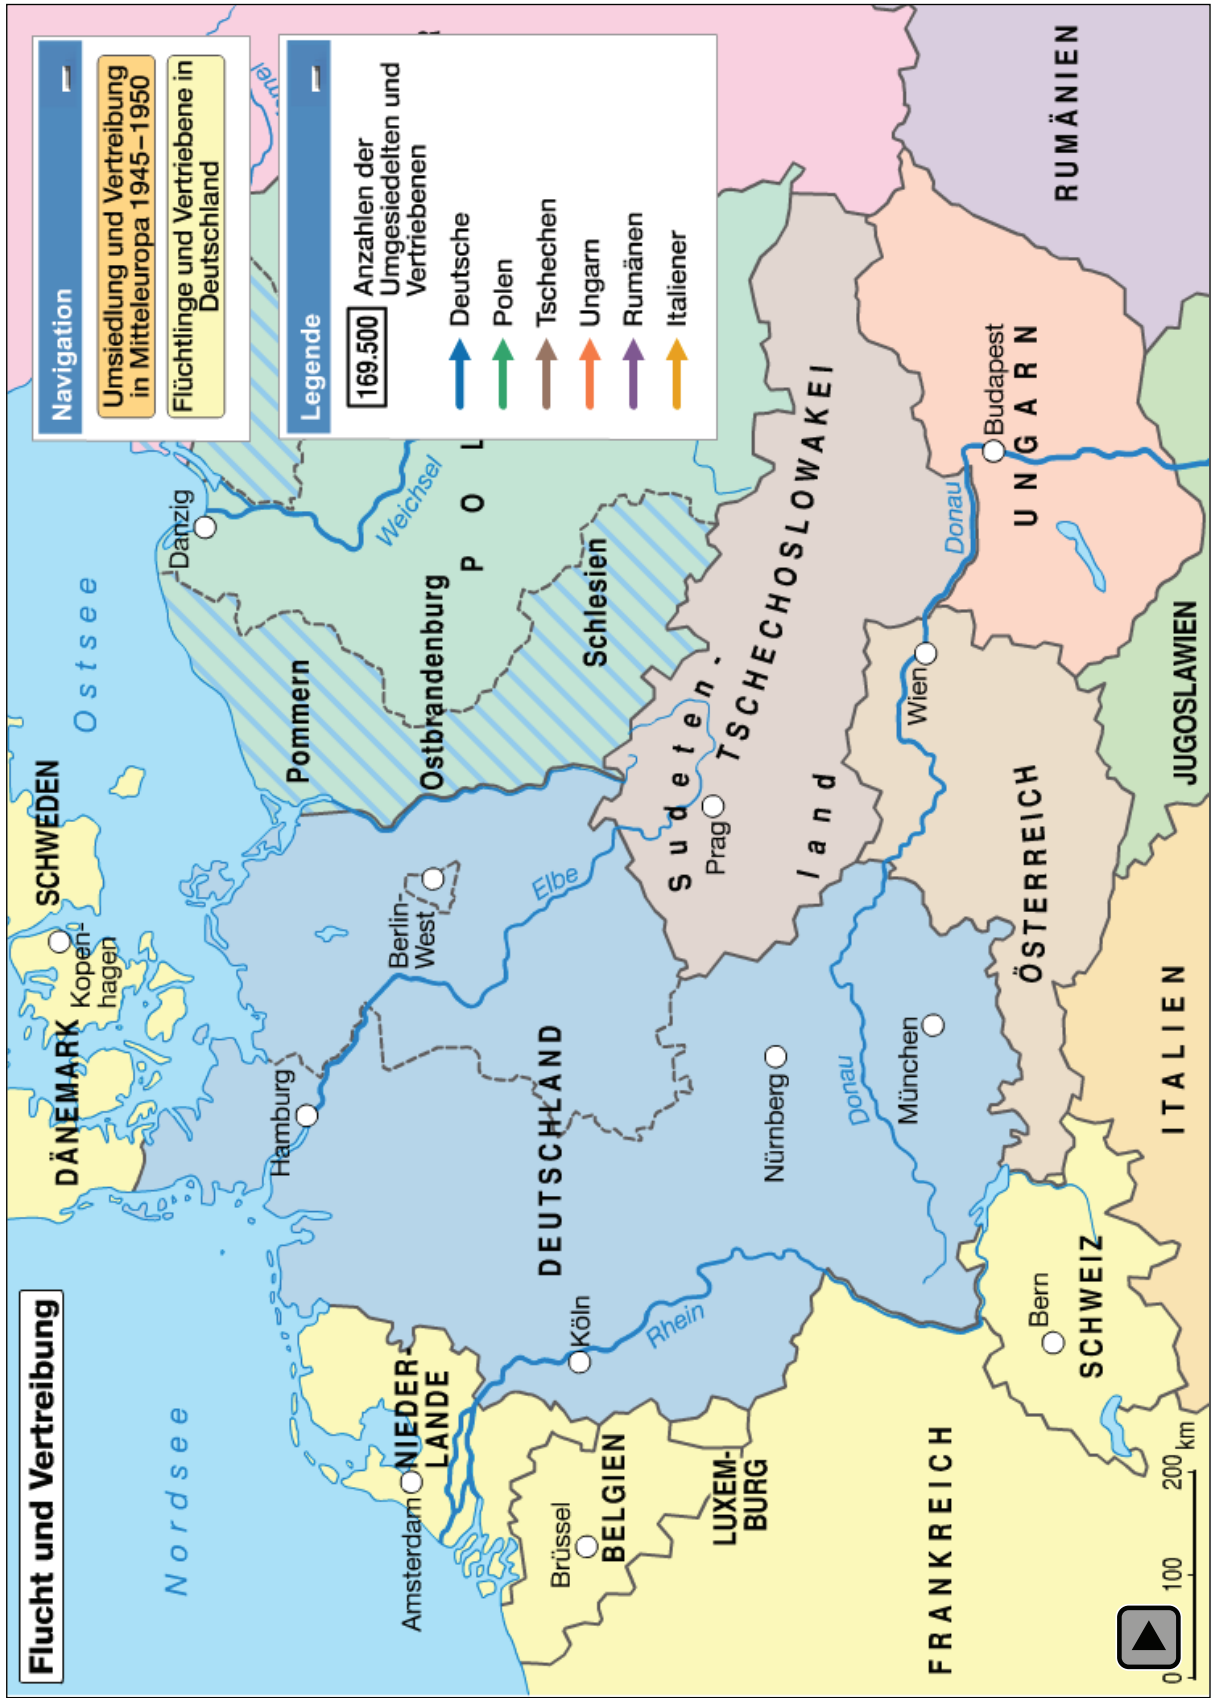 Flucht und Vertreibung
Navigation
Umsiedlung und Vertreibung
in Mitteleuropa 1945–1950
Flüchtlinge und Vertriebene in
Deutschland
Legende
169.500
Anzahlen der
Umgesiedelten und
Vertriebenen
Deutsche
Polen
Tschechen
Ungarn
Rumänen
Italiener
Nordsee
Ostsee
DÄNEMARK
Kopen-
hagen
SCHWEDEN
Danzig
Weichsel
POL
Pommern
Ostbrandenburg
Schlesien
Hamburg
Berlin-
West
Elbe
DEUTSCHLAND
Amsterdam
NIEDER-
LANDE
Köln
Rhein
Brüssel
BELGIEN
LUXEM-
BURG
FRANKREICH
Nürnberg
Donau
München
Sudeten-
land
Prag
TSCHECHOSLOWAKEI
Wien
Donau
Budapest
UNGARN
RUMÄNIEN
ÖSTERREICH
Bern
SCHWEIZ
ITALIEN
JUGOSLAWIEN
0 100 200 km